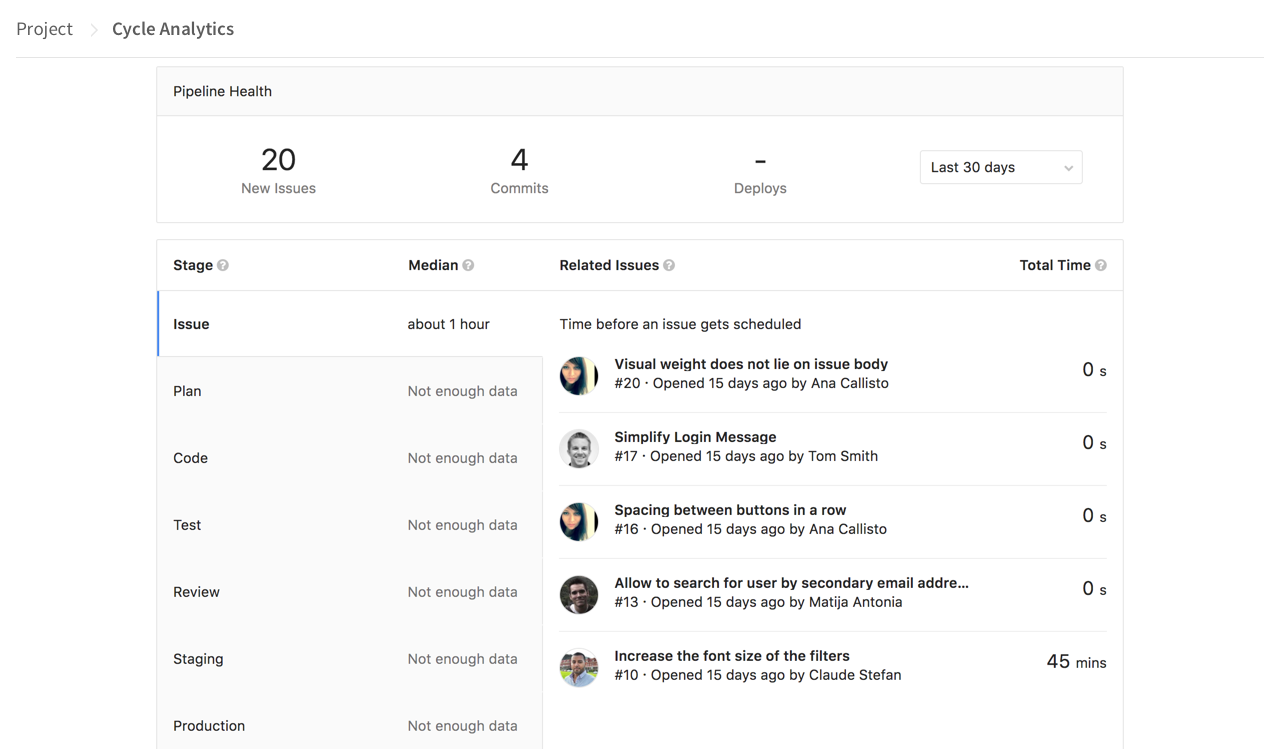 Project > Cycle Analytics
Pipeline Health
20
New Issues
4
Commits
-
Deploys
Last 30 days
Stage ? Median ? Related Issues ? Total Time ?
Issue about 1 hour Time before an issue gets scheduled
Visual weight does not lie on issue body
#20 · Opened 15 days ago by Ana Callisto
0 s
Plan Not enough data
Simplify Login Message
#17 · Opened 15 days ago by Tom Smith
0 s
Code Not enough data
Spacing between buttons in a row
#16 · Opened 15 days ago by Ana Callisto
0 s
Test Not enough data
Allow to search for user by secondary email addre...
#13 · Opened 15 days ago by Matija Antonia
0 s
Review Not enough data
Increase the font size of the filters
#10 · Opened 15 days ago by Claude Stefan
45 mins
Staging Not enough data
Production Not enough data